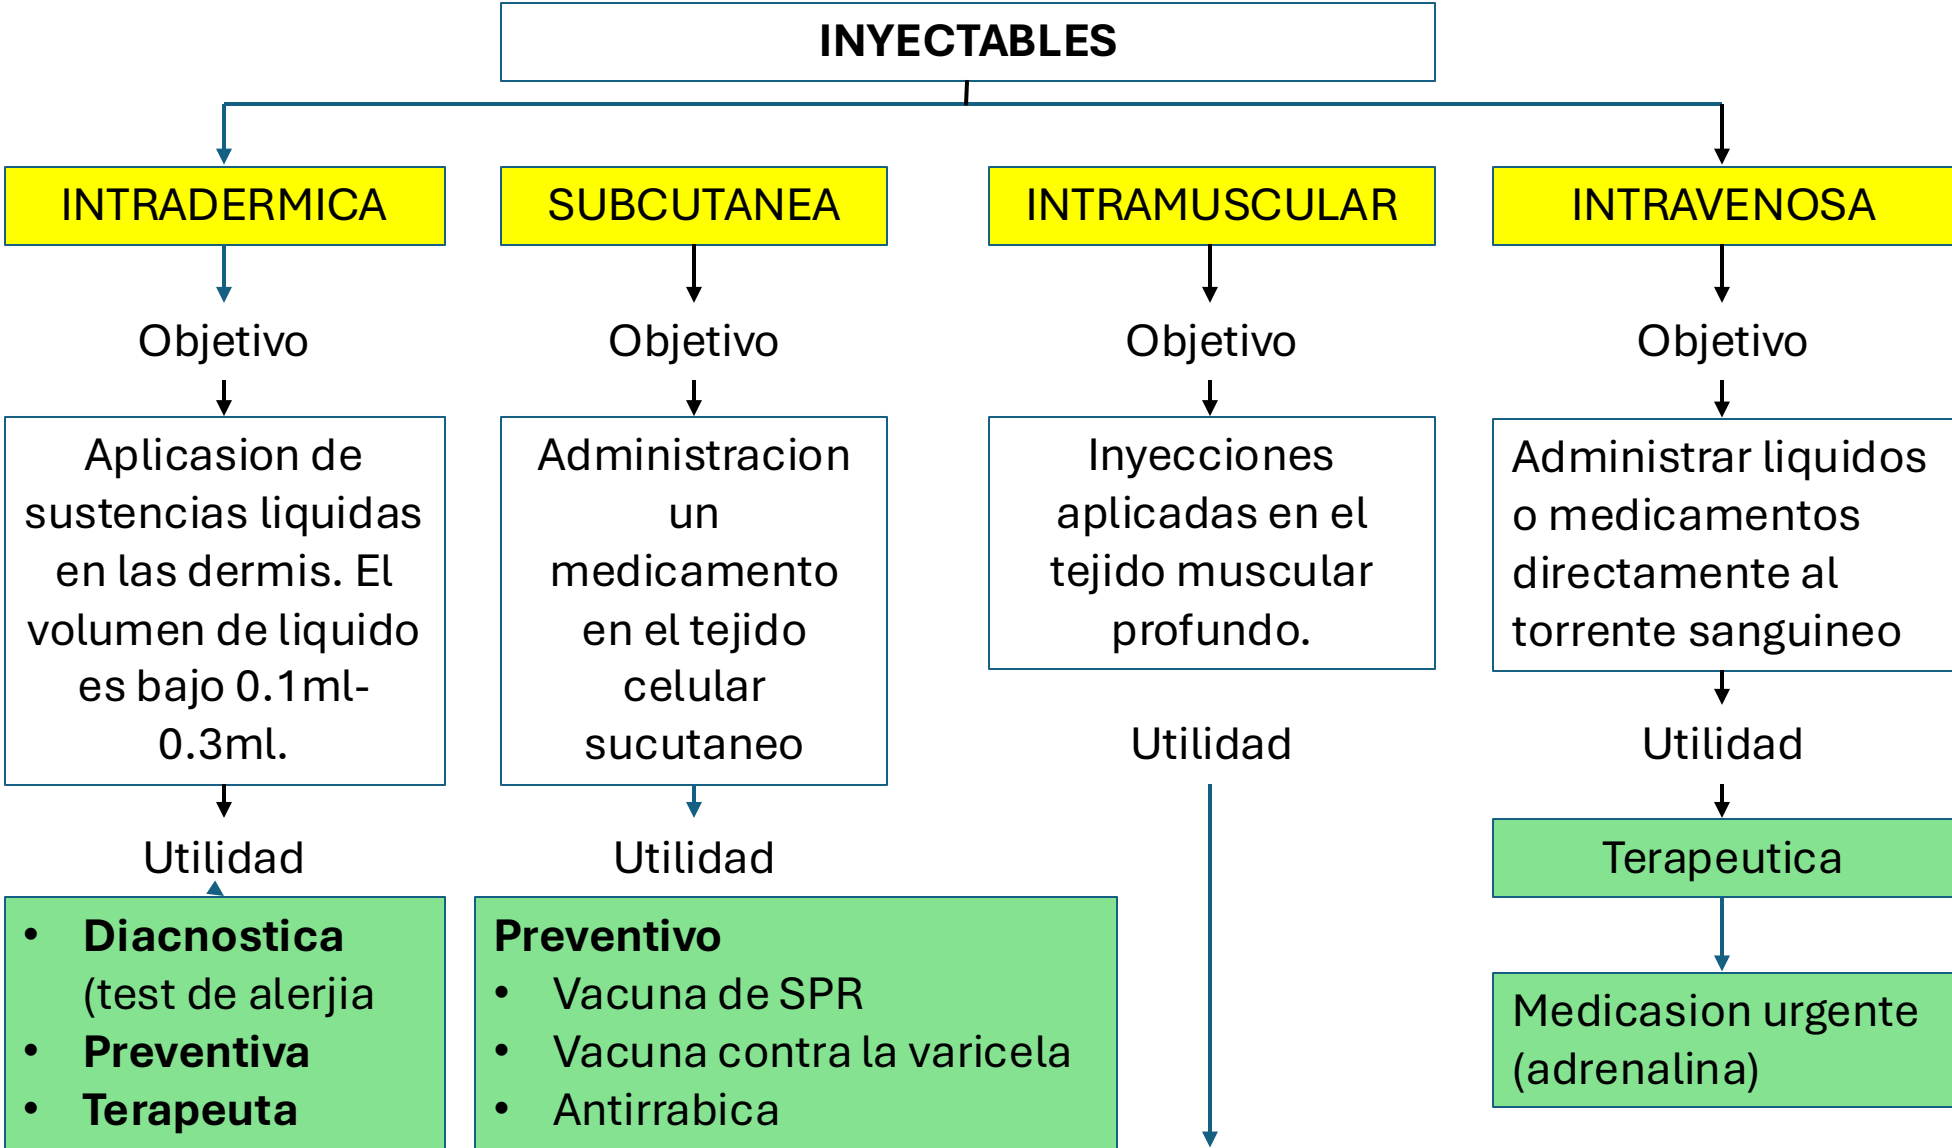 INYECTABLES
INTRADERMICA
SUBCUTANEA
INTRAMUSCULAR
INTRAVENOSA
Objetivo
Objetivo
Objetivo
Objetivo
Aplicasion de
sustencias liquidas
en las dermis. El
volumen de liquido
es bajo 0.1ml-
0.3ml.
Administracion
un
medicamento
en el tejido
celular
sucutaneo
Inyecciones
aplicadas en el
tejido muscular
profundo.
Administrar liquidos
o medicamentos
directamente al
torrente sanguineo
Utilidad
Utilidad
Utilidad
Utilidad
• Diacnostica
(test de alerjia
• Preventiva
• Terapeuta
Preventivo
• Vacuna de SPR
• Vacuna contra la varicela
• Antirrabica
Terapeutica
Medicasion urgente
(adrenalina)